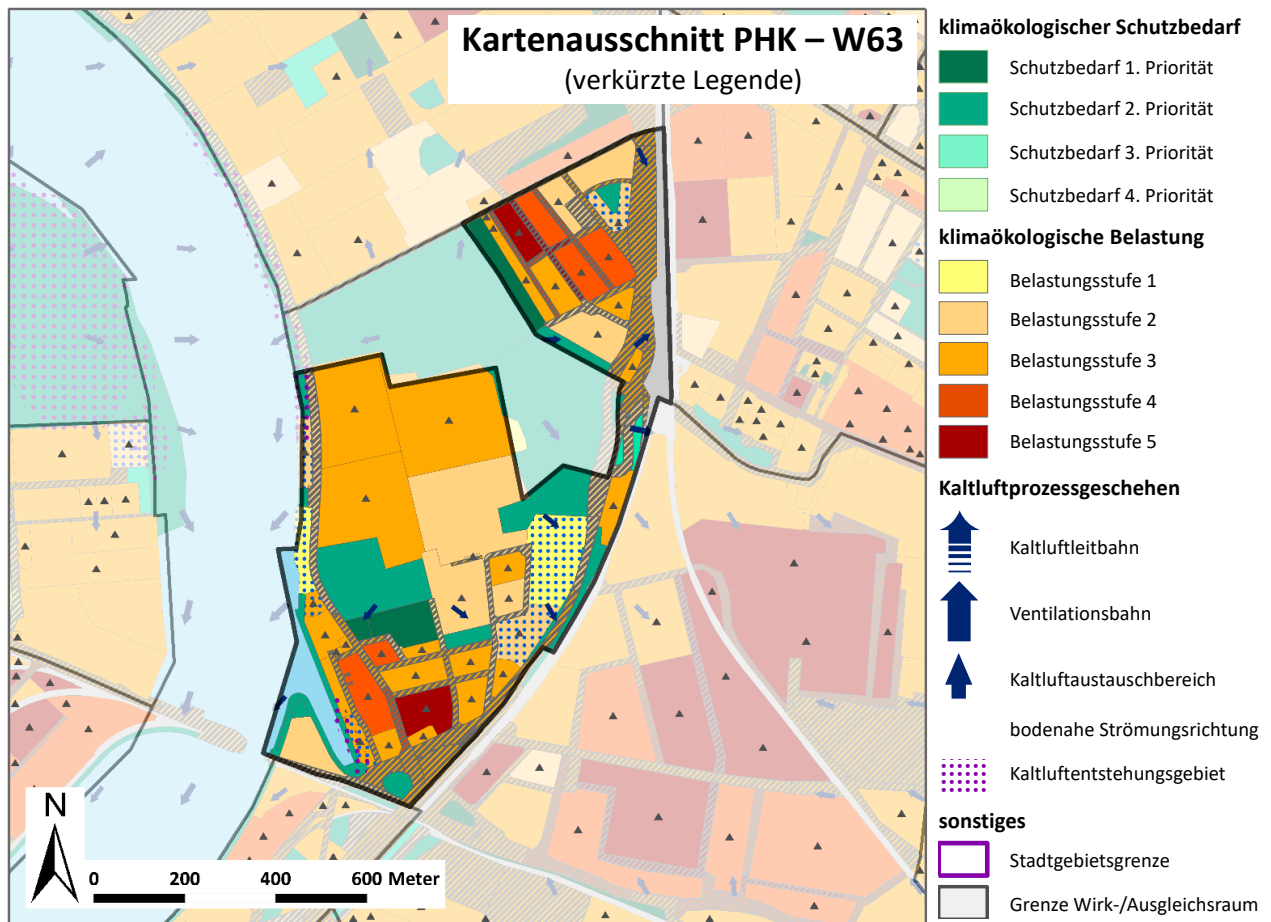 Kartenausschnitt PHK – W63
(verkürzte Legende)
klimaökologischer Schutzbedarf
Schutzbedarf 1. Priorität
Schutzbedarf 2. Priorität
Schutzbedarf 3. Priorität
Schutzbedarf 4. Priorität
klimaökologische Belastung
Belastungsstufe 1
Belastungsstufe 2
Belastungsstufe 3
Belastungsstufe 4
Belastungsstufe 5
Kaltluftprozessgeschehen
Kaltluftleitbahn
Ventilationsbahn
Kaltluftaustauschbereich
bodennahe Strömungsrichtung
Kaltluftentstehungsgebiet
sonstiges
Stadtgebietsgrenze
Grenze Wirk-/Ausgleichsraum
N
0 200 400 600 Meter